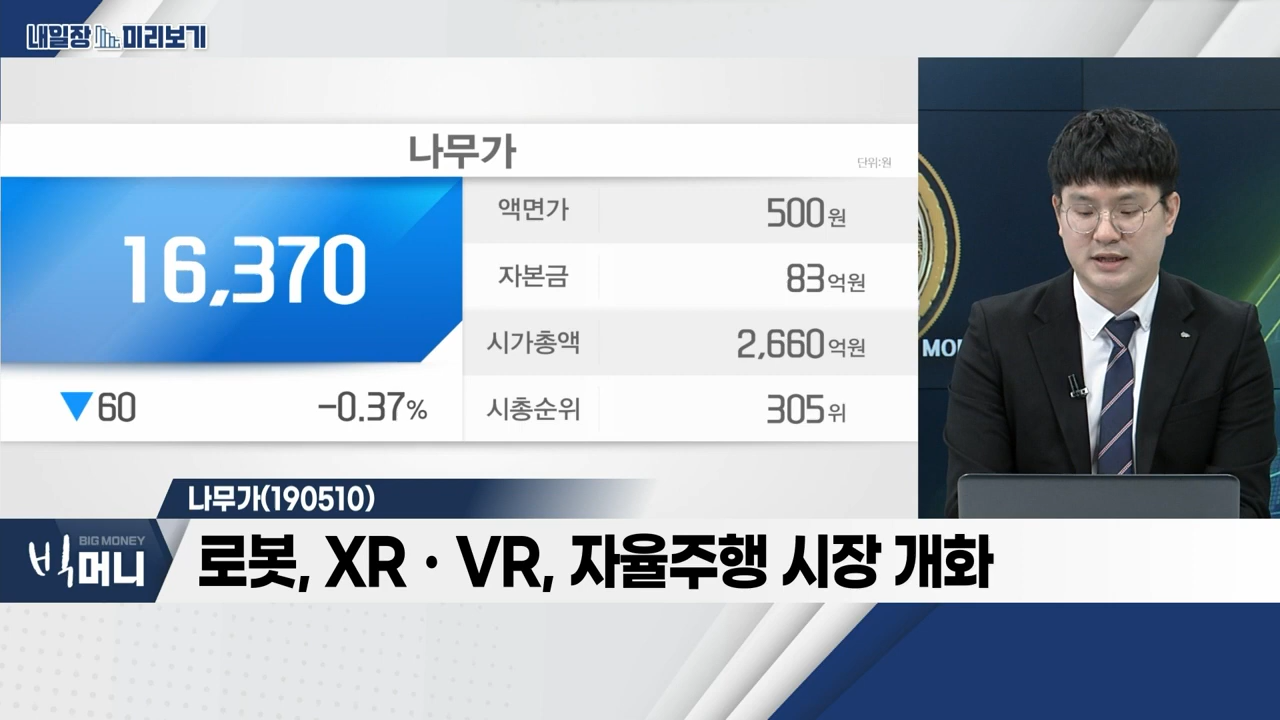 내일장 미리보기
나무가
단위:원
16,370
▼60 -0.37%
액면가 500원
자본금 83억원
시가총액 2,660억원
시총순위 305위
MON
나무가(190510)
BIG MONEY
빅머니
로봇, XR · VR, 자율주행 시장 개화